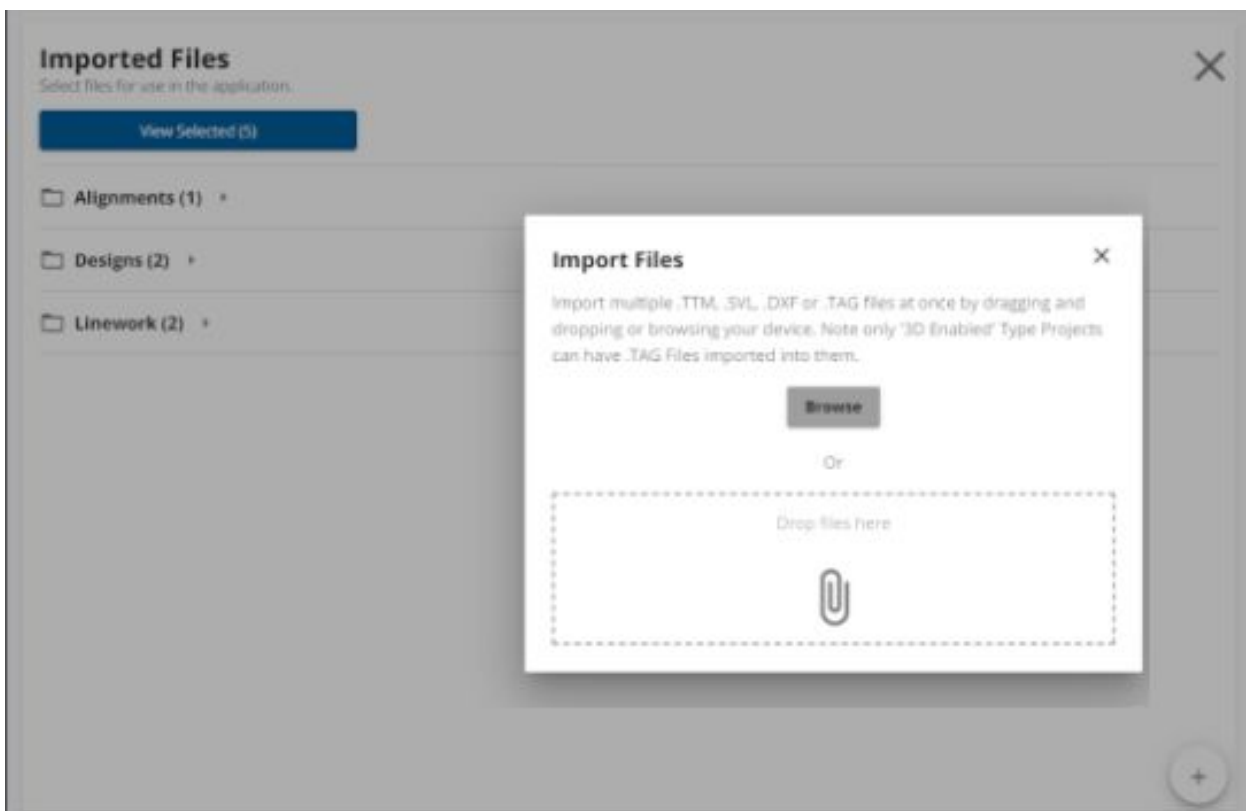 Imported Files
Select files for use in the application.
View Selected (5)
Alignments (1)
Designs (2)
Linework (2)
Import Files
Import multiple .TTM, .SVL, .DXF or .TAG files at once by dragging and
dropping or browsing your device. Note only '3D Enabled' Type Projects
can have .TAG Files imported into them.
Browse
Or
Drop files here